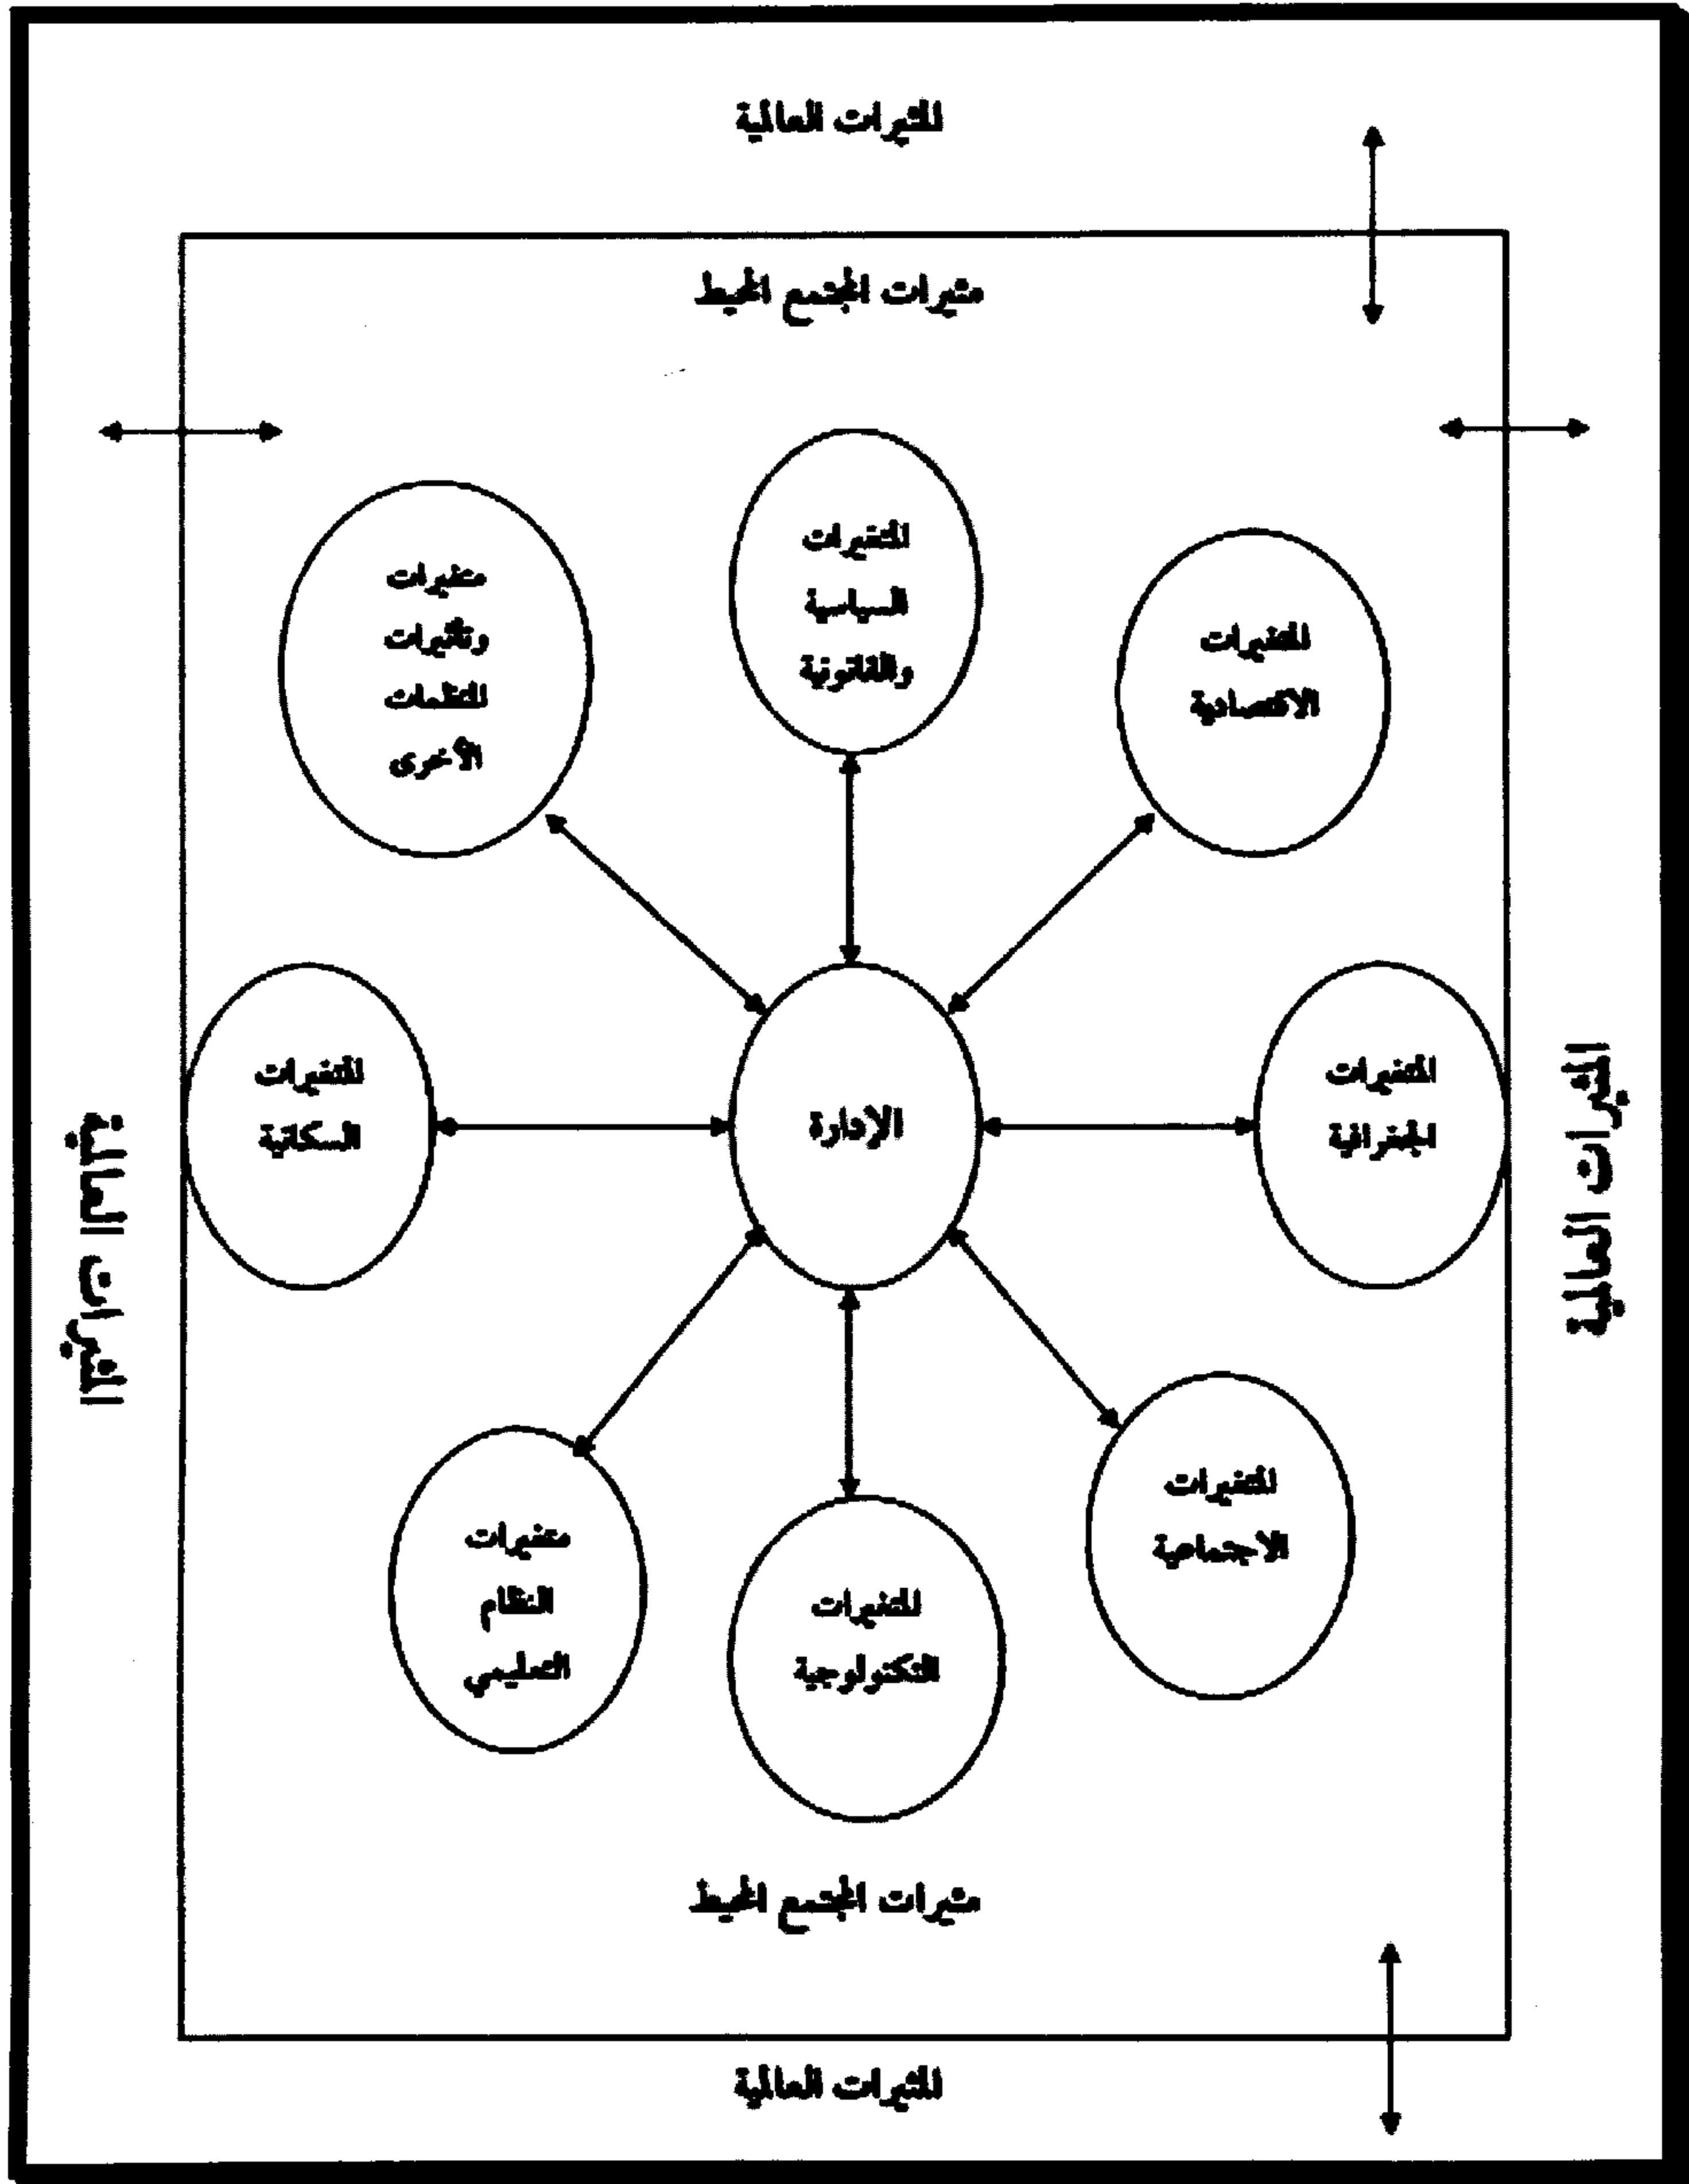 المثيرات العالمية
مثيرات المجتمع المحيط
المتغيرات
الاقتصادية
المتغيرات
السياسية
والقانونية
متغيرات
وتأثيرات
المنظمات
الأخرى
المتغيرات
الجغرافية
الإدارة
المتغيرات
السكانية
المتغيرات
الاجتماعية
المتغيرات
التكنولوجية
متغيرات
النظام
التعليمي
مثيرات المجتمع المحيط
المثيرات العالمية
المثيرات العالمية
المثيرات العالمية